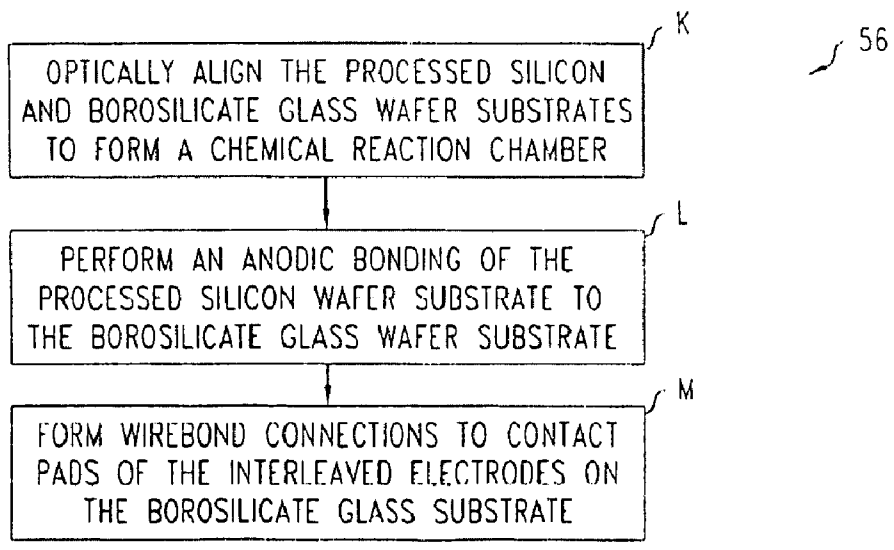 K
56
OPTICALLY ALIGN THE PROCESSED SILICON
AND BOROSILICATE GLASS WAFER SUBSTRATES
TO FORM A CHEMICAL REACTION CHAMBER
L
PERFORM AN ANODIC BONDING OF THE
PROCESSED SILICON WAFER SUBSTRATE TO
THE BOROSILICATE GLASS WAFER SUBSTRATE
M
FORM WIREBOND CONNECTIONS TO CONTACT
PADS OF THE INTERLEAVED ELECTRODES ON
THE BOROSILICATE GLASS SUBSTRATE